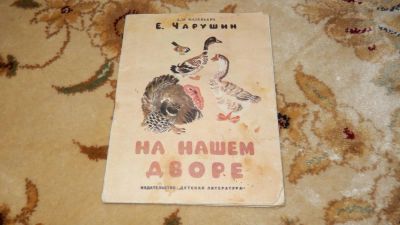 Е. ЧАРУШИН
НА НАШЕМ
ДВОРЕ
ИЗДАТЕЛЬСТВО „ДЕТСКАЯ ЛИТЕРАТУРА"